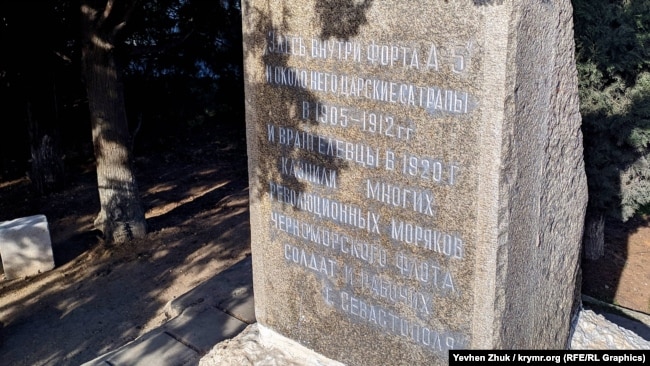 ЗДЕСЬ ВНУТРИ ФОРТА А 5
И ОКОЛО НЕГО ЦАРСКИЕ САТРАПЫ
В 1905-1912 гг.
И ВРАНГЕЛЕВЦЫ В 1920 Г
КАЗНИЛИ МНОГИХ
РЕВОЛЮЦИОННЫХ МОРЯКОВ
ЧЕРНОМОРСКОГО ФЛОТА
СОЛДАТ И РАБОЧИХ
Г. СЕВАСТОПОЛЯ
Yevhen Zhuk / krymr.org (RFE/RL Graphics)